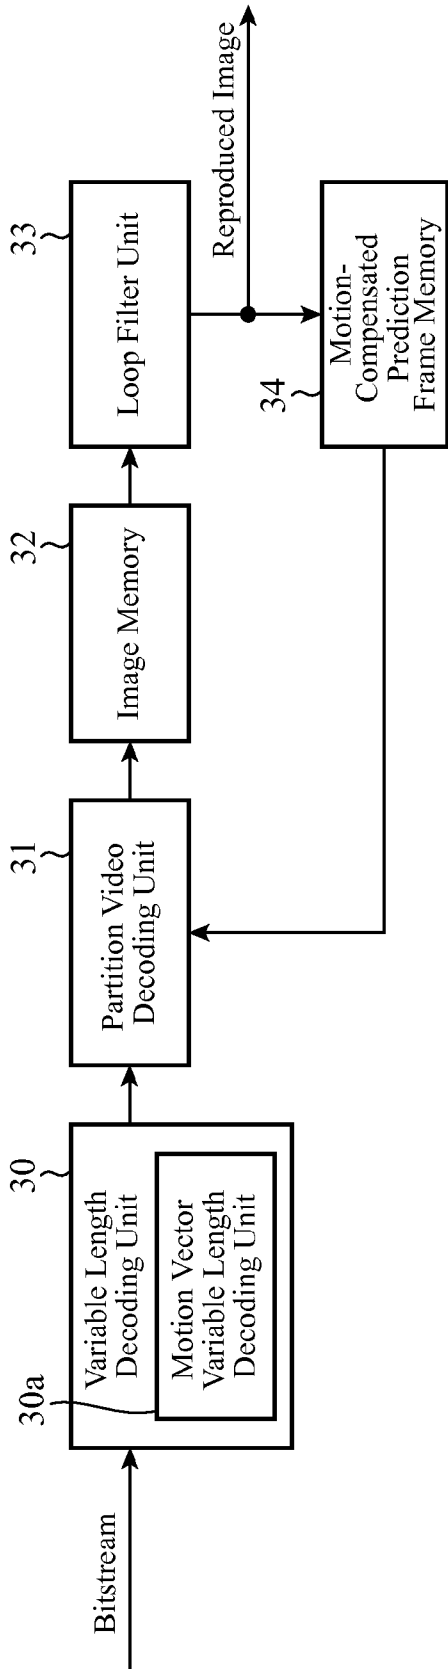 Bitstream
30
Variable Length
Decoding Unit
30a
Motion Vector
Variable Length
Decoding Unit
31
Partition Video
Decoding Unit
32
Image Memory
33
Loop Filter Unit
Reproduced Image
34
Motion-
Compensated
Prediction
Frame Memory